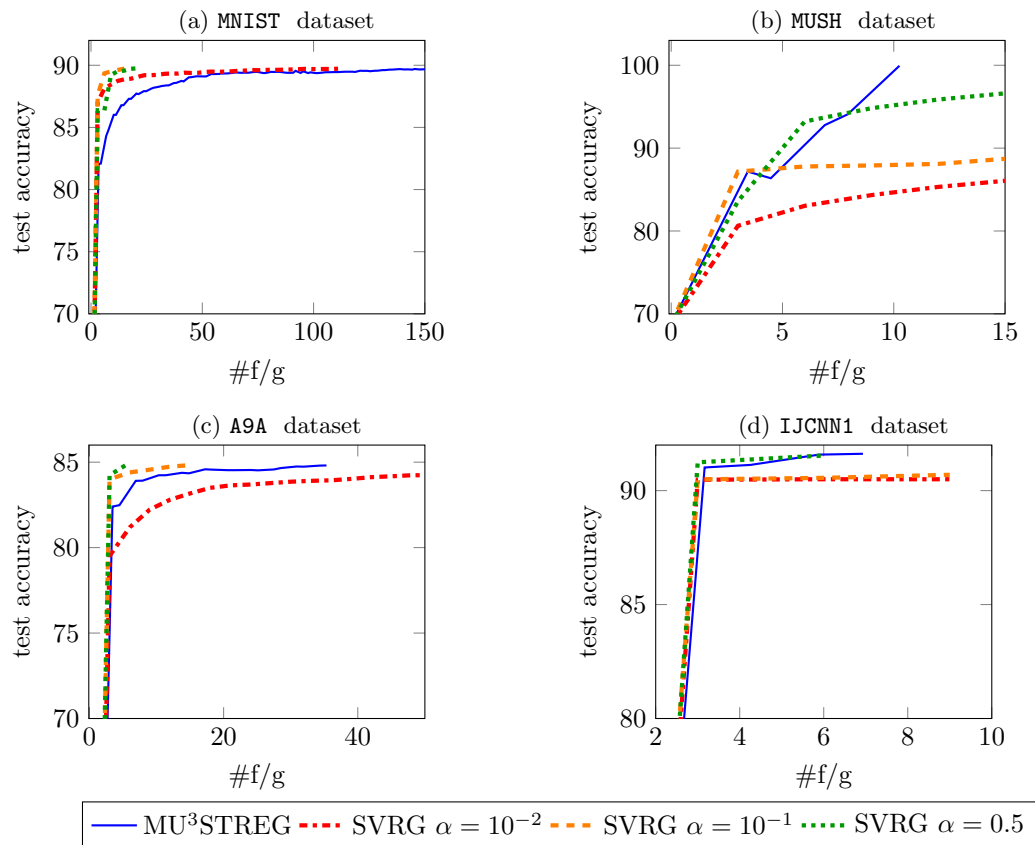 (a) MNIST dataset
test accuracy
90
85
80
75
70
0 50 100 150
#f/g
(b) MUSH dataset
test accuracy
100
90
80
70
0 5 10 15
#f/g
(c) A9A dataset
test accuracy
85
80
75
70
0 20 40
#f/g
(d) IJCNN1 dataset
test accuracy
90
85
80
2 4 6 8 10
#f/g
MU³STREG SVRG α = 10⁻² SVRG α = 10⁻¹ SVRG α = 0.5